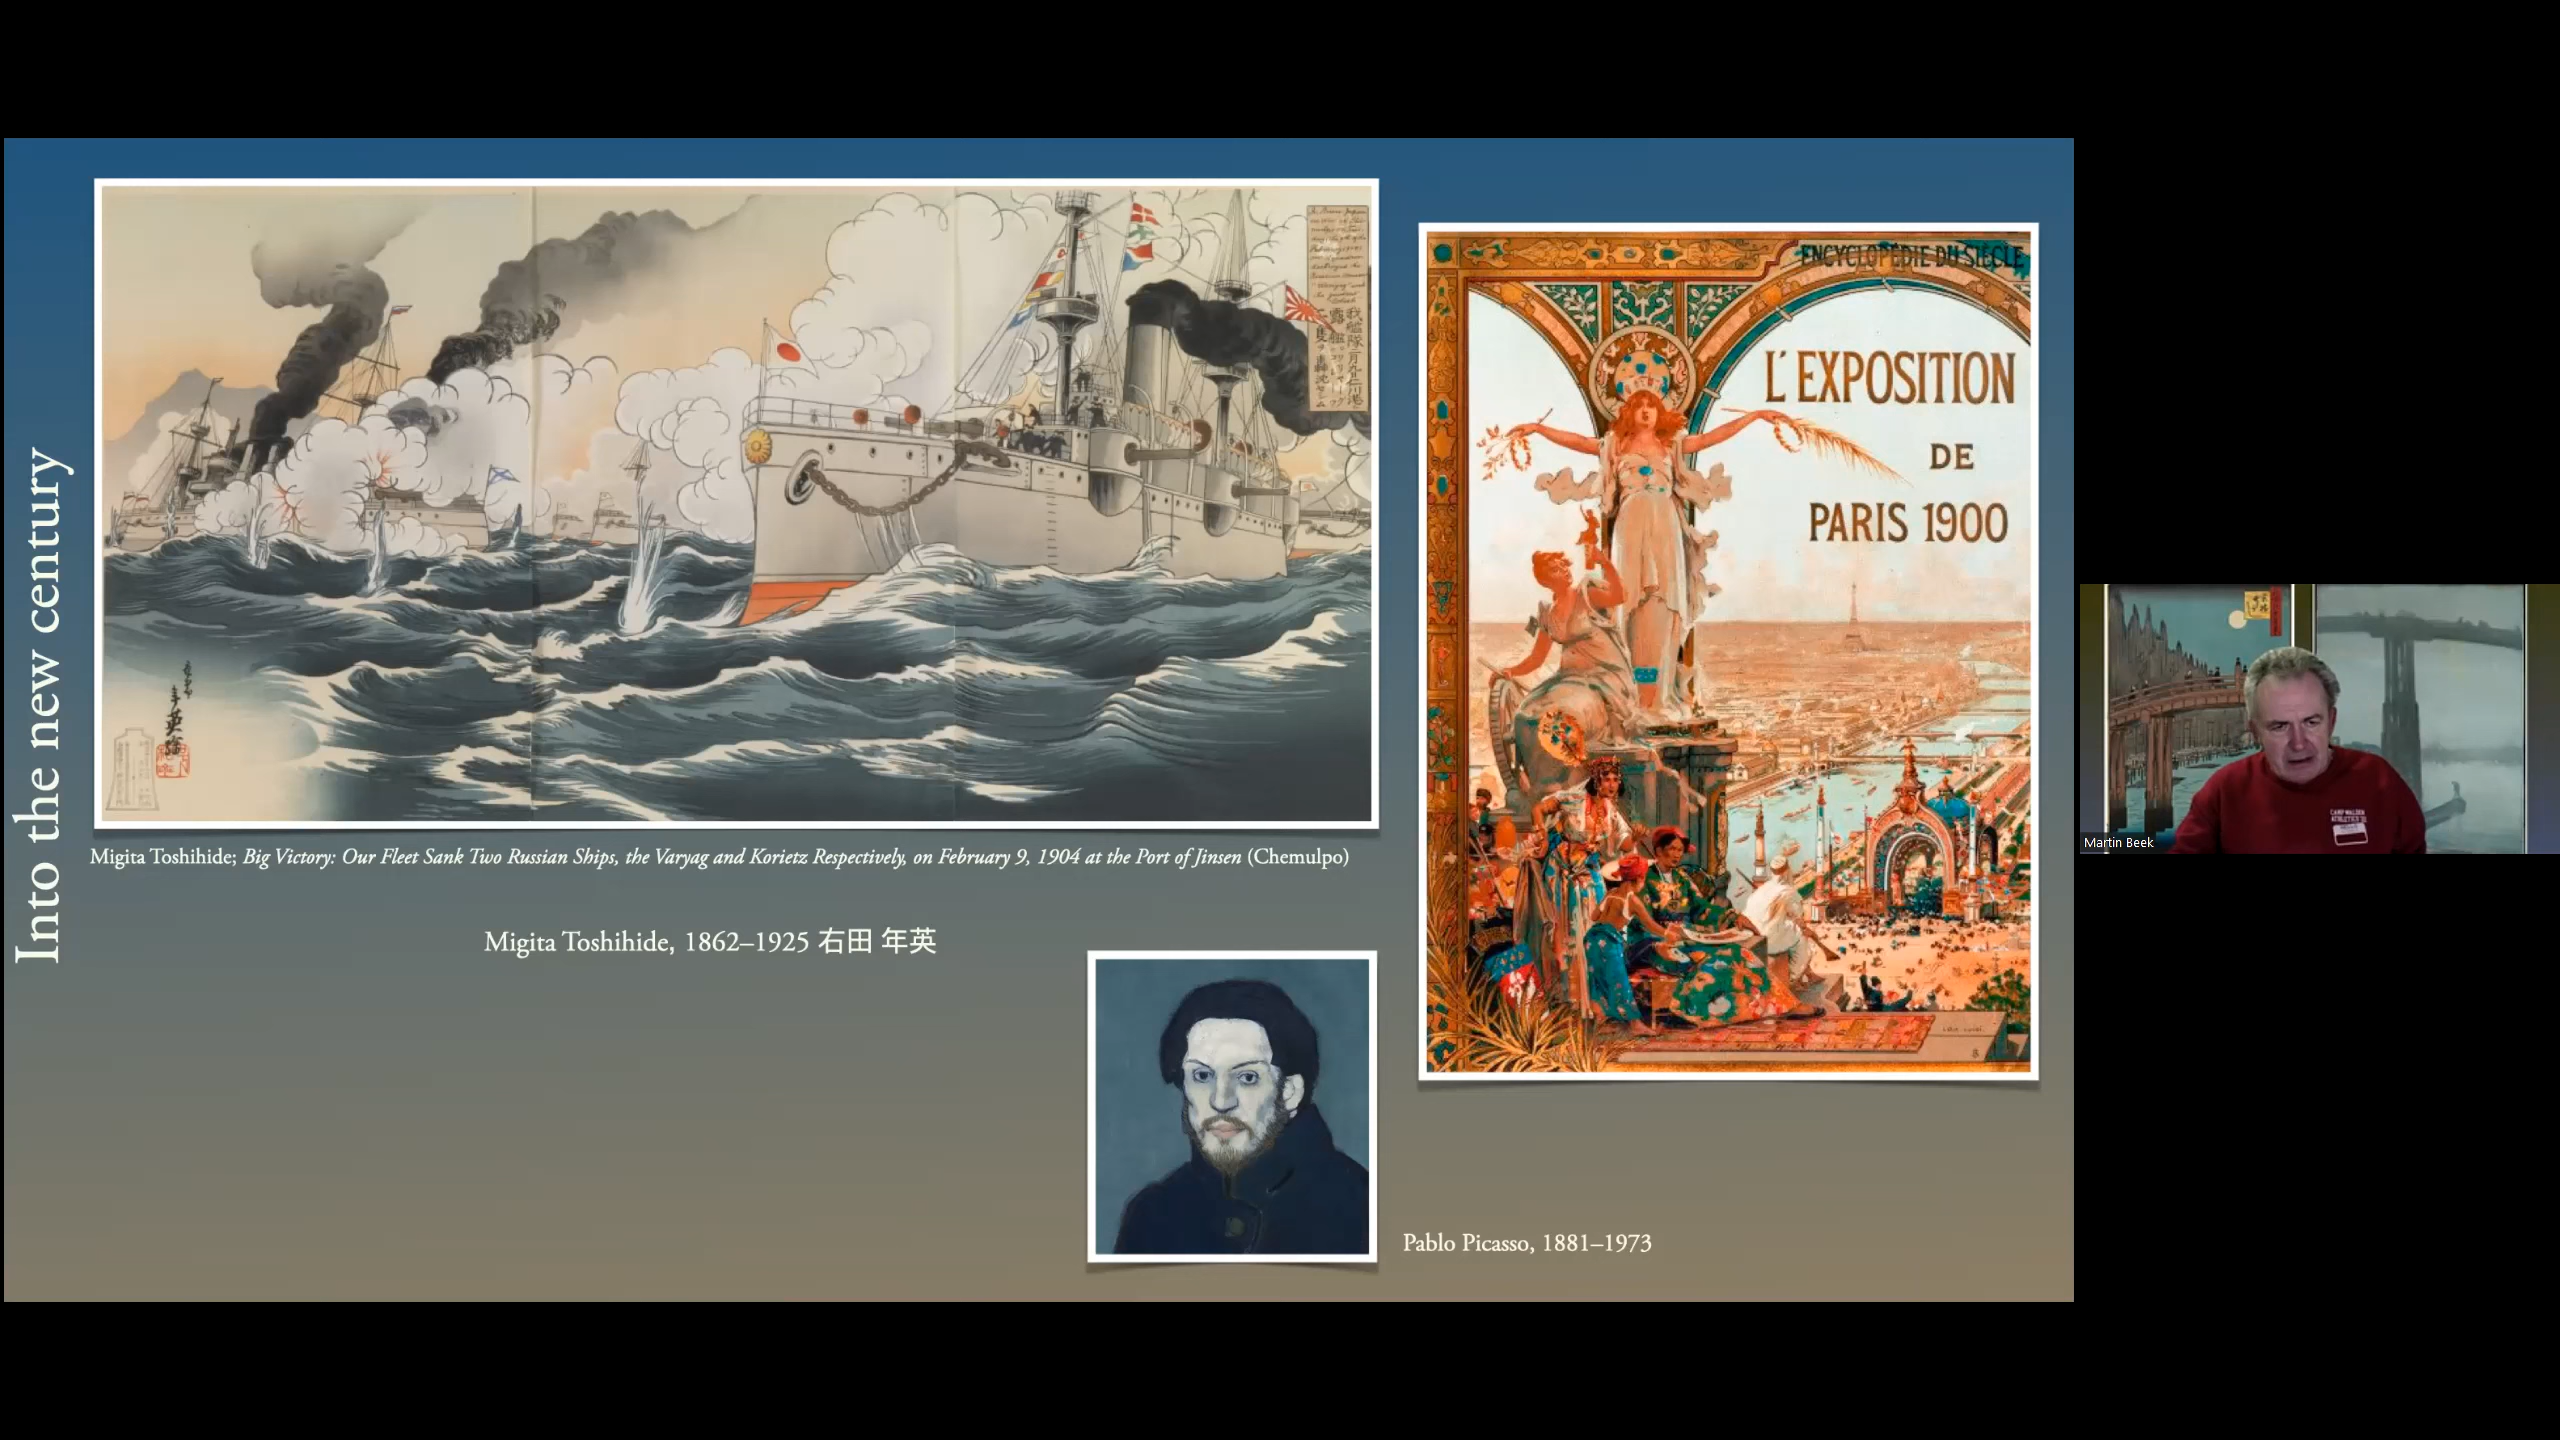 Into the new century
ENCYCLOPÉDIE DU SIÈCLE
L'EXPOSITION
DE
PARIS 1900
Migita Toshihide; Big Victory: Our Fleet Sank Two Russian Ships, the Varyag and Korietz Respectively, on February 9, 1904 at the Port of Jinsen (Chemulpo)
Migita Toshihide, 1862–1925 右田 年英
Pablo Picasso, 1881–1973
Martin Beek
CAMP WALDEN